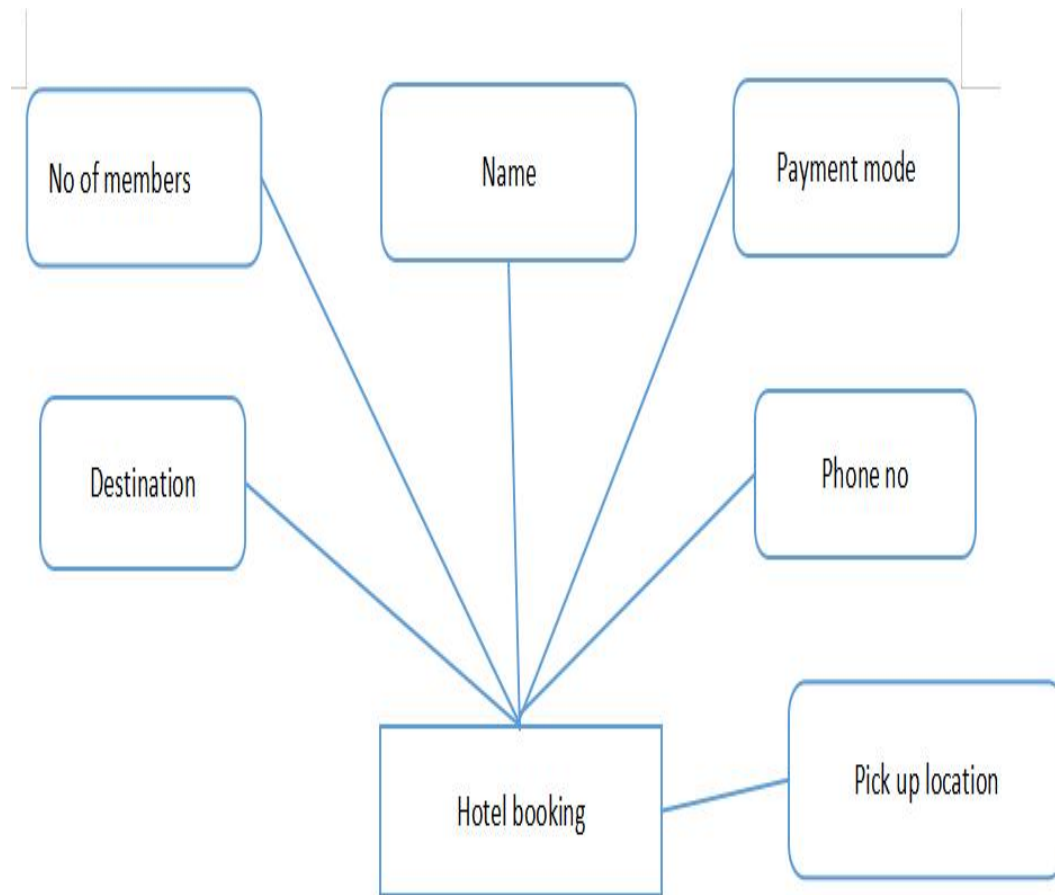 No of members
Name
Payment mode
Destination
Phone no
Hotel booking
Pick up location